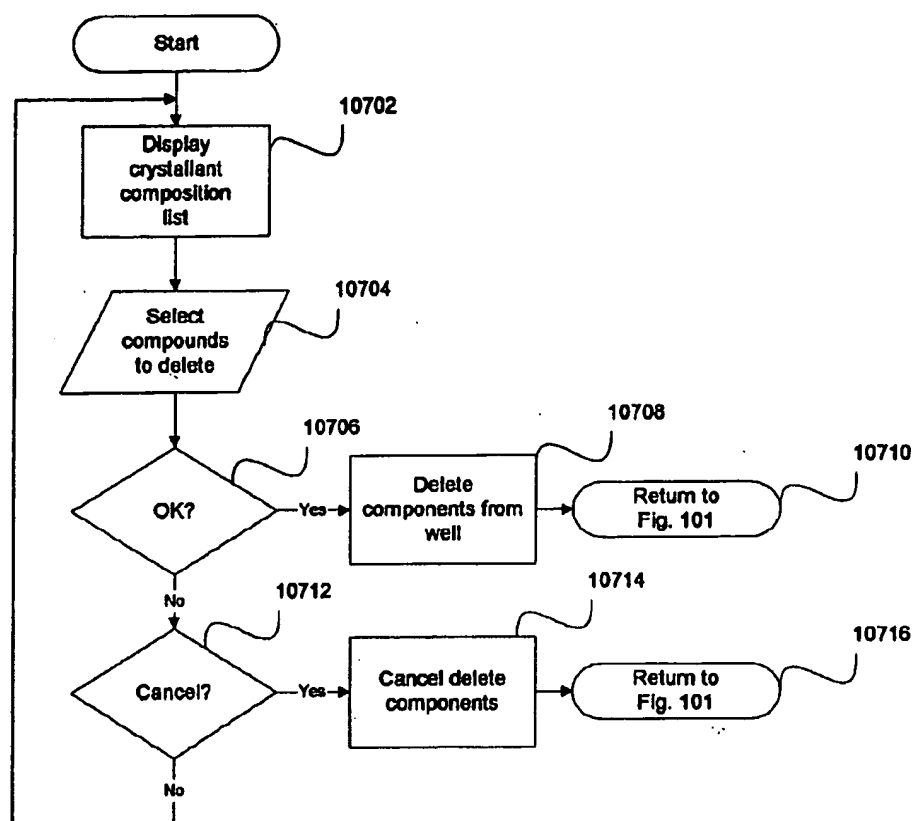 Start
10702
Display
crystallant
composition
list
10704
Select
compounds
to delete
10706
OK?
Yes
10708
Delete
components from
well
10710
Return to
Fig. 101
No
10712
Cancel?
Yes
10714
Cancel delete
components
10716
Return to
Fig. 101
No